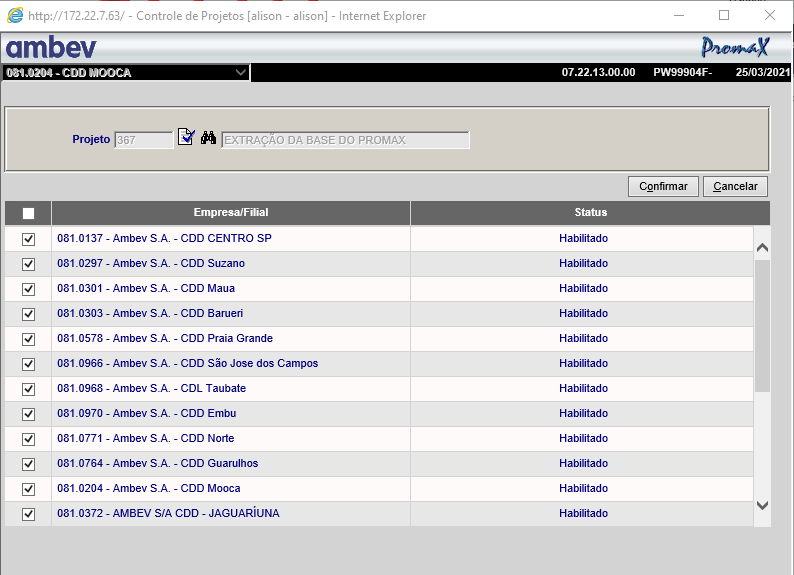 http://172.22.7.63/ - Controle de Projetos [alison - alison] - Internet Explorer
ambev
PromaX
081.0204 - CDD MOOCA
07.22.13.00.00 PW99904F- 25/03/2021
Projeto 367 EXTRAÇÃO DA BASE DO PROMAX
Confirmar Cancelar
Empresa/Filial Status
081.0137 - Ambev S.A. - CDD CENTRO SP Habilitado
081.0297 - Ambev S.A. - CDD Suzano Habilitado
081.0301 - Ambev S.A. - CDD Maua Habilitado
081.0303 - Ambev S.A. - CDD Barueri Habilitado
081.0578 - Ambev S.A. - CDD Praia Grande Habilitado
081.0966 - Ambev S.A. - CDD São Jose dos Campos Habilitado
081.0968 - Ambev S.A. - CDL Taubate Habilitado
081.0970 - Ambev S.A. - CDD Embu Habilitado
081.0771 - Ambev S.A. - CDD Norte Habilitado
081.0764 - Ambev S.A. - CDD Guarulhos Habilitado
081.0204 - Ambev S.A. - CDD Mooca Habilitado
081.0372 - AMBEV S/A CDD - JAGUARÍUNA Habilitado